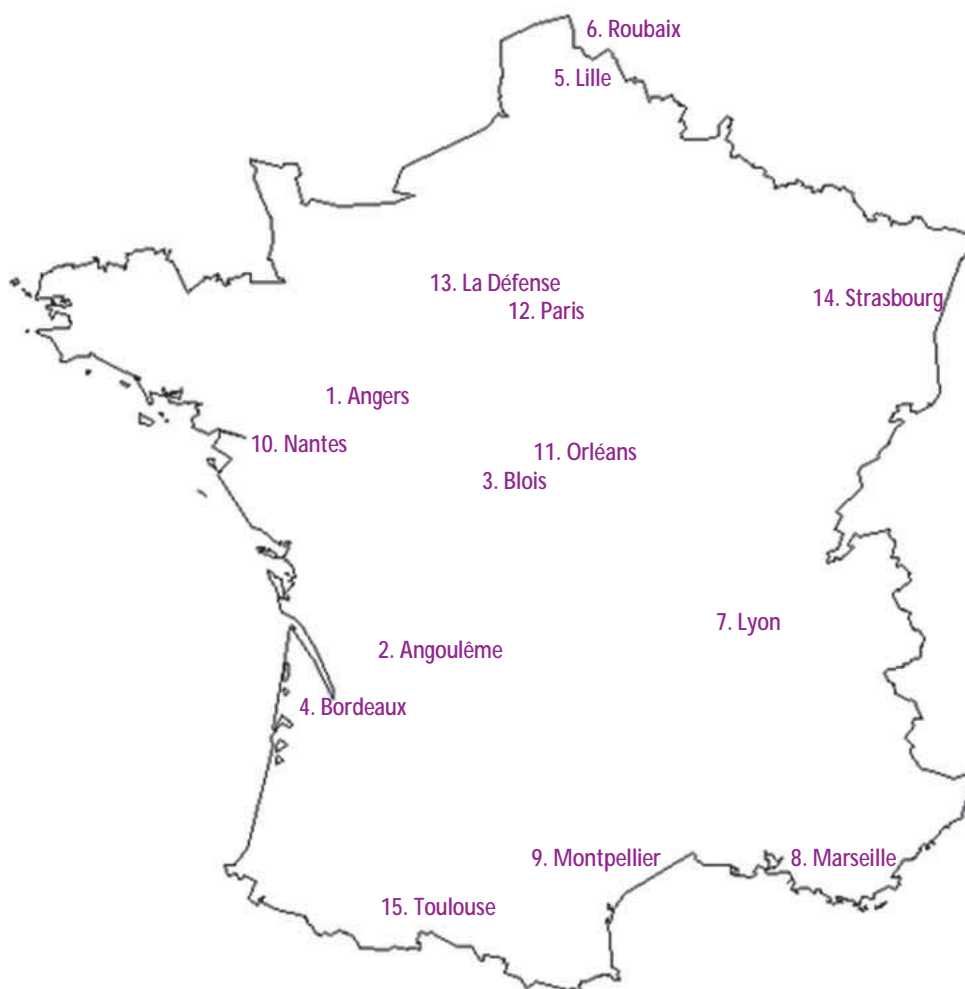 6. Roubaix
5. Lille
13. La Défense
14. Strasbourg
12. Paris
1. Angers
10. Nantes
11. Orléans
3. Blois
7. Lyon
2. Angoulême
4. Bordeaux
9. Montpellier
8. Marseille
15. Toulouse